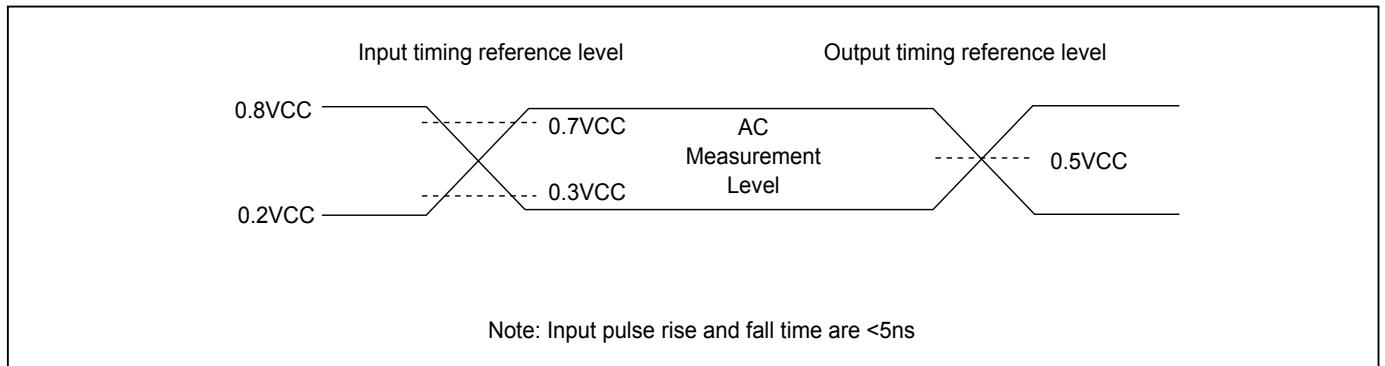 Input timing reference level
Output timing reference level
0.8VCC
0.7VCC
AC
Measurement
Level
0.5VCC
0.3VCC
0.2VCC
Note: Input pulse rise and fall time are <5ns